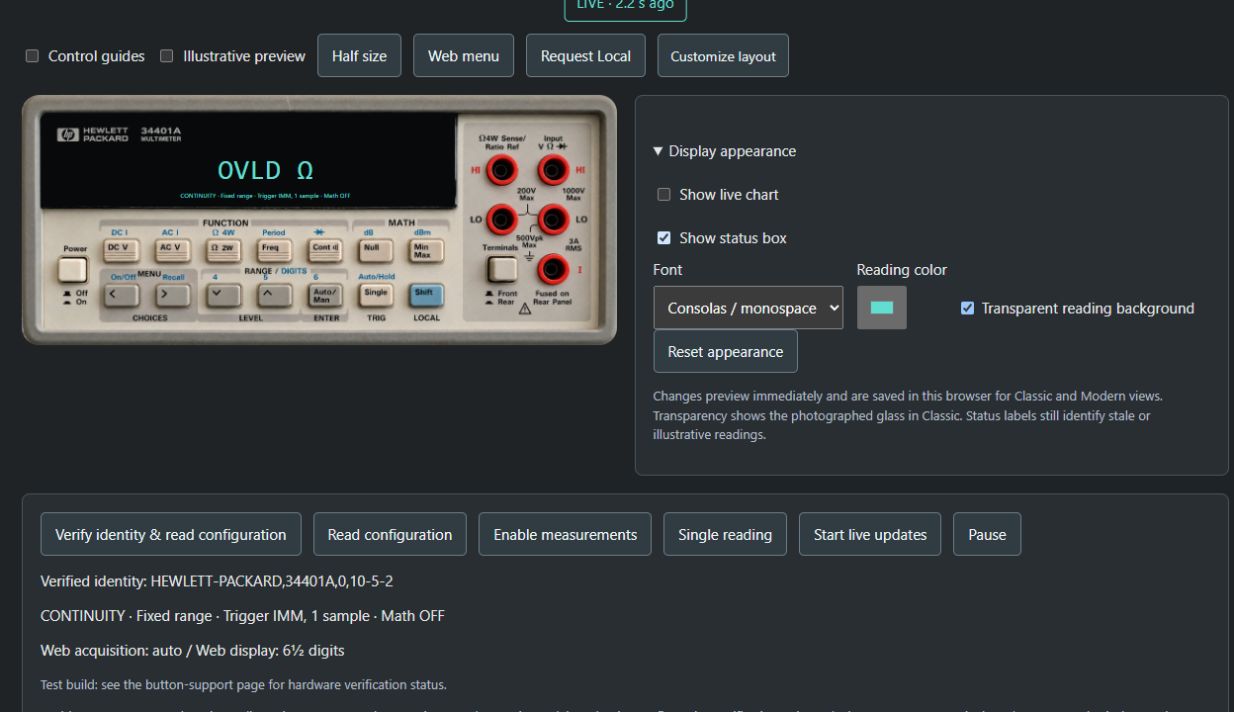 LIVE · 2.2 s ago
Control guides Illustrative preview Half size Web menu Request Local Customize layout
hp HEWLETT PACKARD 34401A MULTIMETER
OVLD Ω
CONTINUITY · Fixed range · Trigger IMM, 1 sample · Math OFF
Ω4W Sense/ Ratio Ref
Input V Ω
HI HI
200V Max 1000V Max
LO LO
500Vpk Max
3A RMS
Terminals
I
Front Rear
Fused on Rear Panel
FUNCTION MATH
DC I AC I Ω 4W Period dB dBm
Power DC V AC V Ω 2W Freq Cont Null Min Max
On/Off MENU Recall RANGE / DIGITS Auto/Hold
4 5 6
Off On < > Auto/ Man Single Shift
CHOICES LEVEL ENTER TRIG LOCAL
▼ Display appearance
Show live chart
Show status box
Font Reading color
Consolas / monospace Transparent reading background
Reset appearance
Changes preview immediately and are saved in this browser for Classic and Modern views.
Transparency shows the photographed glass in Classic. Status labels still identify stale or
illustrative readings.
Verify identity & read configuration Read configuration Enable measurements Single reading Start live updates Pause
Verified identity: HEWLETT-PACKARD,34401A,0,10-5-2
CONTINUITY · Fixed range · Trigger IMM, 1 sample · Math OFF
Web acquisition: auto / Web display: 6½ digits
Test build: see the button-support page for hardware verification status.